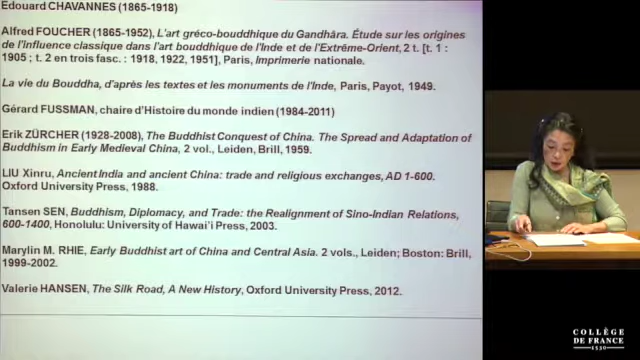 Edouard CHAVANNES (1865-1918)
Alfred FOUCHER (1865-1952), L'art gréco-bouddhique du Gandhāra. Étude sur les origines
de l'influence classique dans l'art bouddhique de l'Inde et de l'Extrême-Orient, 2 t. [t. 1 :
1905 ; t. 2 en trois fasc. : 1918, 1922, 1951], Paris, Imprimerie nationale.
La vie du Bouddha, d'après les textes et les monuments de l'Inde, Paris, Payot, 1949.
Gérard FUSSMAN, chaire d'Histoire du monde indien (1984-2011)
Erik ZÜRCHER (1928-2008), The Buddhist Conquest of China. The Spread and Adaptation of
Buddhism in Early Medieval China, 2 vol., Leiden, Brill, 1959.
LIU Xinru, Ancient India and ancient China: trade and religious exchanges, AD 1-600.
Oxford University Press, 1988.
Tansen SEN, Buddhism, Diplomacy, and Trade: the Realignment of Sino-Indian Relations,
600-1400, Honolulu: University of Hawai'i Press, 2003.
Marylin M. RHIE, Early Buddhist art of China and Central Asia. 2 vols., Leiden; Boston: Brill,
1999-2002.
Valerie HANSEN, The Silk Road, A New History, Oxford University Press, 2012.
COLLÈGE
DE FRANCE
1530